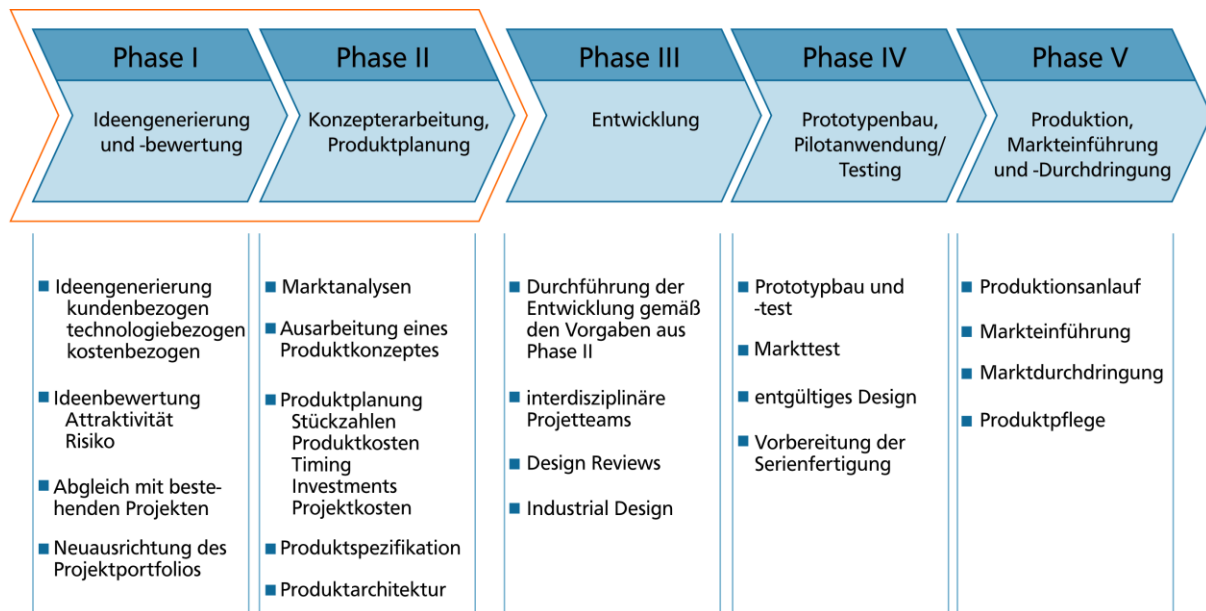 Phase I
Ideengenerierung
und -bewertung
Phase II
Konzepterarbeitung,
Produktplanung
Phase III
Entwicklung
Phase IV
Prototypenbau,
Pilotanwendung/
Testing
Phase V
Produktion,
Markteinführung
und -Durchdringung
■ Ideengenerierung
kundenbezogen
technologiebezogen
kostenbezogen
■ Ideenbewertung
Attraktivität
Risiko
■ Abgleich mit beste-
henden Projekten
■ Neuausrichtung des
Projektportfolios
■ Marktanalysen
■ Ausarbeitung eines
Produktkonzeptes
■ Produktplanung
Stückzahlen
Produktkosten
Timing
Investments
Projektkosten
■ Produktspezifikation
■ Produktarchitektur
■ Durchführung der
Entwicklung gemäß
den Vorgaben aus
Phase II
■ interdisziplinäre
Projetteams
■ Design Reviews
■ Industrial Design
■ Prototypbau und
-test
■ Markttest
■ entgültiges Design
■ Vorbereitung der
Serienfertigung
■ Produktionsanlauf
■ Markteinführung
■ Marktdurchdringung
■ Produktpflege